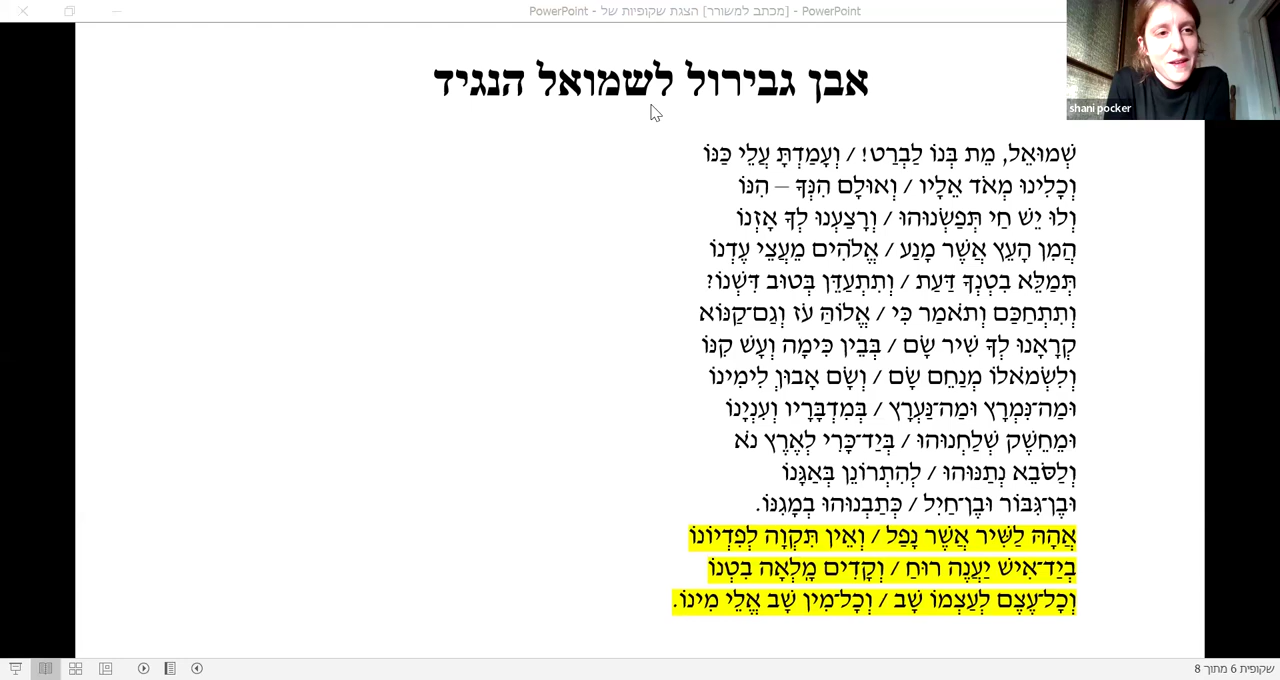 PowerPoint - [מכתב למשורר] הצגת שקופיות של - PowerPoint
shani pocker
אבן גבירול לשמואל הנגיד
שְׁמוּאֵל, מֵת בְּנוֹ לַבְרַט! / וְעָמַדְתָּ עֲלֵי כַּנּוֹ
וְכָלִינוּ מְאֹד אֵלָיו / וְאוּלָם הִנְּךָ – הִנּוֹ
וְלוּ יֵשׁ חַי תְּפַשְׂנוּהוּ / וְרָצַעְנוּ לְךָ אָזְנוֹ
הֲמִן הָעֵץ אֲשֶׁר מָנַע / אֱלֹהִים מֵעֲצֵי עֶדְנוֹ
תְּמַלֵּא בִטְנְךָ דַּעַת / וְתִתְעַדֵּן בְּטוּב דִּשְׁנוֹ?
וְתִתְחַכַּם וְתֹאמַר כִּי / אֱלוֹהַּ עֹז וְגַם־קַנּוֹא
קְרָאָנוּ לְךָ שִׁיר שָׂם / בְּבֵין כִּימָה וְעָשׁ קִנּוֹ
וְלִשְׂמֹאלוֹ מְנַחֵם שָׂם / וְשָׂם אָבוּן לִימִינוֹ
וּמַה־נִּמְרָץ וּמַה־נַּעְרָץ / בְּמִדְבָּרָיו וְעִנְיָנוֹ
וּמֵחֵשֶׁק שְׁלַחְנוּהוּ / בְּיַד־כָּרִי לְאֶרֶץ נֹא
וְלַסֹּבֵא נְתַנּוּהוּ / לְהִתְרוֹנֵן בְּאַגָּנוֹ
וּבֶן־גִּבּוֹר וּבֶן־חַיִל / כְּתַבְנוּהוּ בְמָגִנּוֹ.
אֲהָהּ לַשִּׁיר אֲשֶׁר נָפַל / וְאֵין תִּקְוָה לְפִדְיוֹנוֹ
בְּיַד־אִישׁ יַעֲנֶה רוּחַ / וְקָדִים מָלְאָה בִטְנוֹ
וְכָל־עֶצֶם לְעַצְמוֹ שָׁב / וְכָל־מִין שָׁב אֱלֵי מִינוֹ.
שקופית 6 מתוך 8